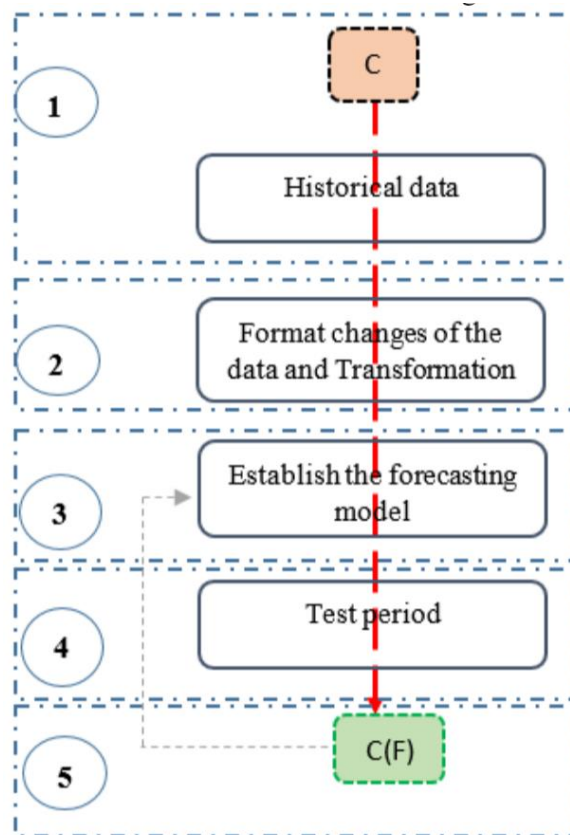 C
1
Historical data
Format changes of the
2
data and Transformation
Establish the forecasting
3
model
Test period
4
C(F)
5